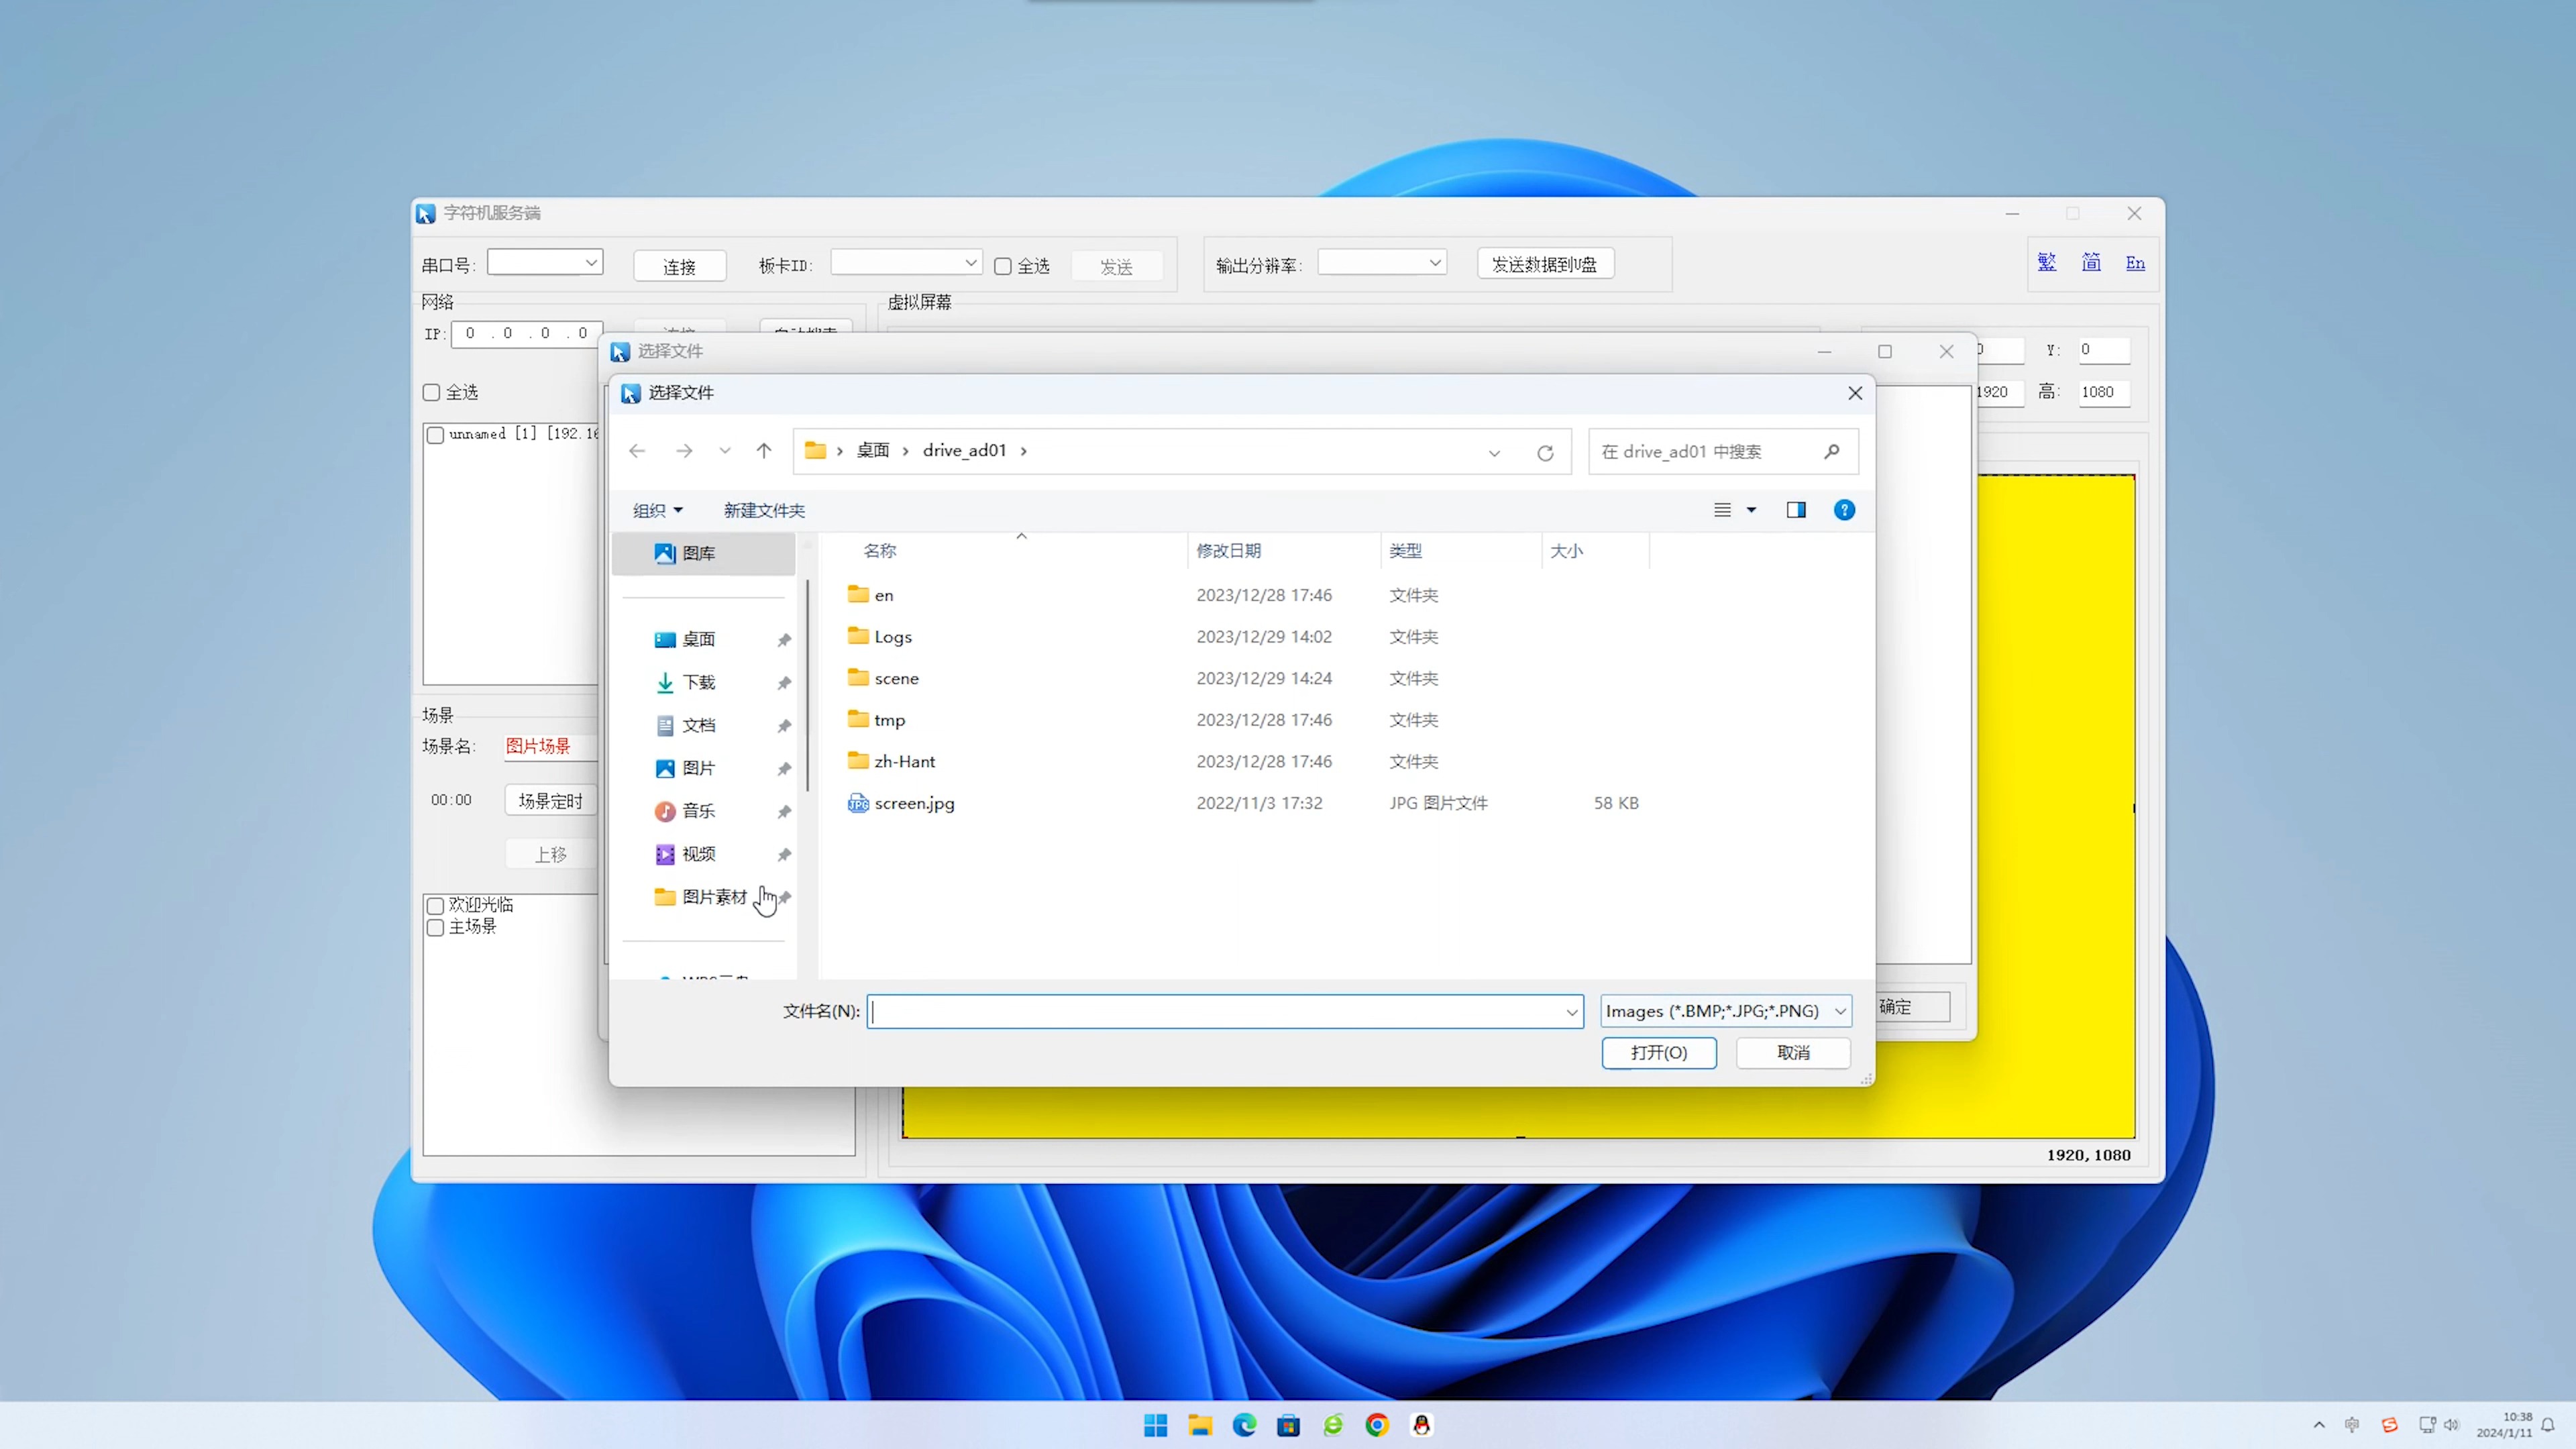 字符机服务端
串口号: 连接 板卡ID: 全选 发送 输出分辨率: 发送数据到U盘 繁 简 En
网络 虚拟屏幕
IP: 0 . 0 . 0 . 0
选择文件
0 Y: 0
全选 1920 高: 1080
选择文件
unnamed [1] [192.16
桌面 drive_ad01
在 drive_ad01 中搜索
组织 新建文件夹
图库
名称 修改日期 类型 大小
en 2023/12/28 17:46 文件夹
Logs 2023/12/29 14:02 文件夹
scene 2023/12/29 14:24 文件夹
tmp 2023/12/28 17:46 文件夹
zh-Hant 2023/12/28 17:46 文件夹
screen.jpg 2022/11/3 17:32 JPG 图片文件 58 KB
桌面
下载
文档
图片
音乐
视频
图片素材
场景
场景名: 图片场景
00:00 场景定时
上移
欢迎光临
主场景
文件名(N): Images (*.BMP;*.JPG;*.PNG)
打开(O) 取消
确定
1920,1080
中
10:38
2024/1/11